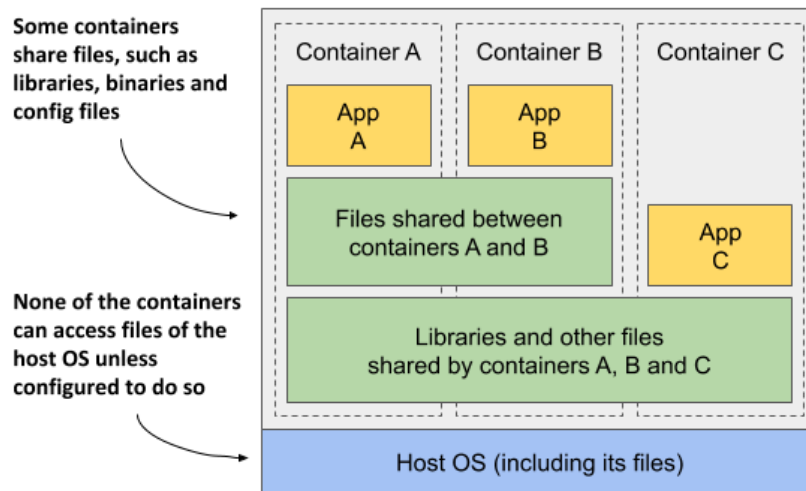 Some containers
share files, such as
libraries, binaries and
config files
None of the containers
can access files of the
host OS unless
configured to do so
Container A
Container B
Container C
App
A
App
B
Files shared between
containers A and B
App
C
Libraries and other files
shared by containers A, B and C
Host OS (including its files)